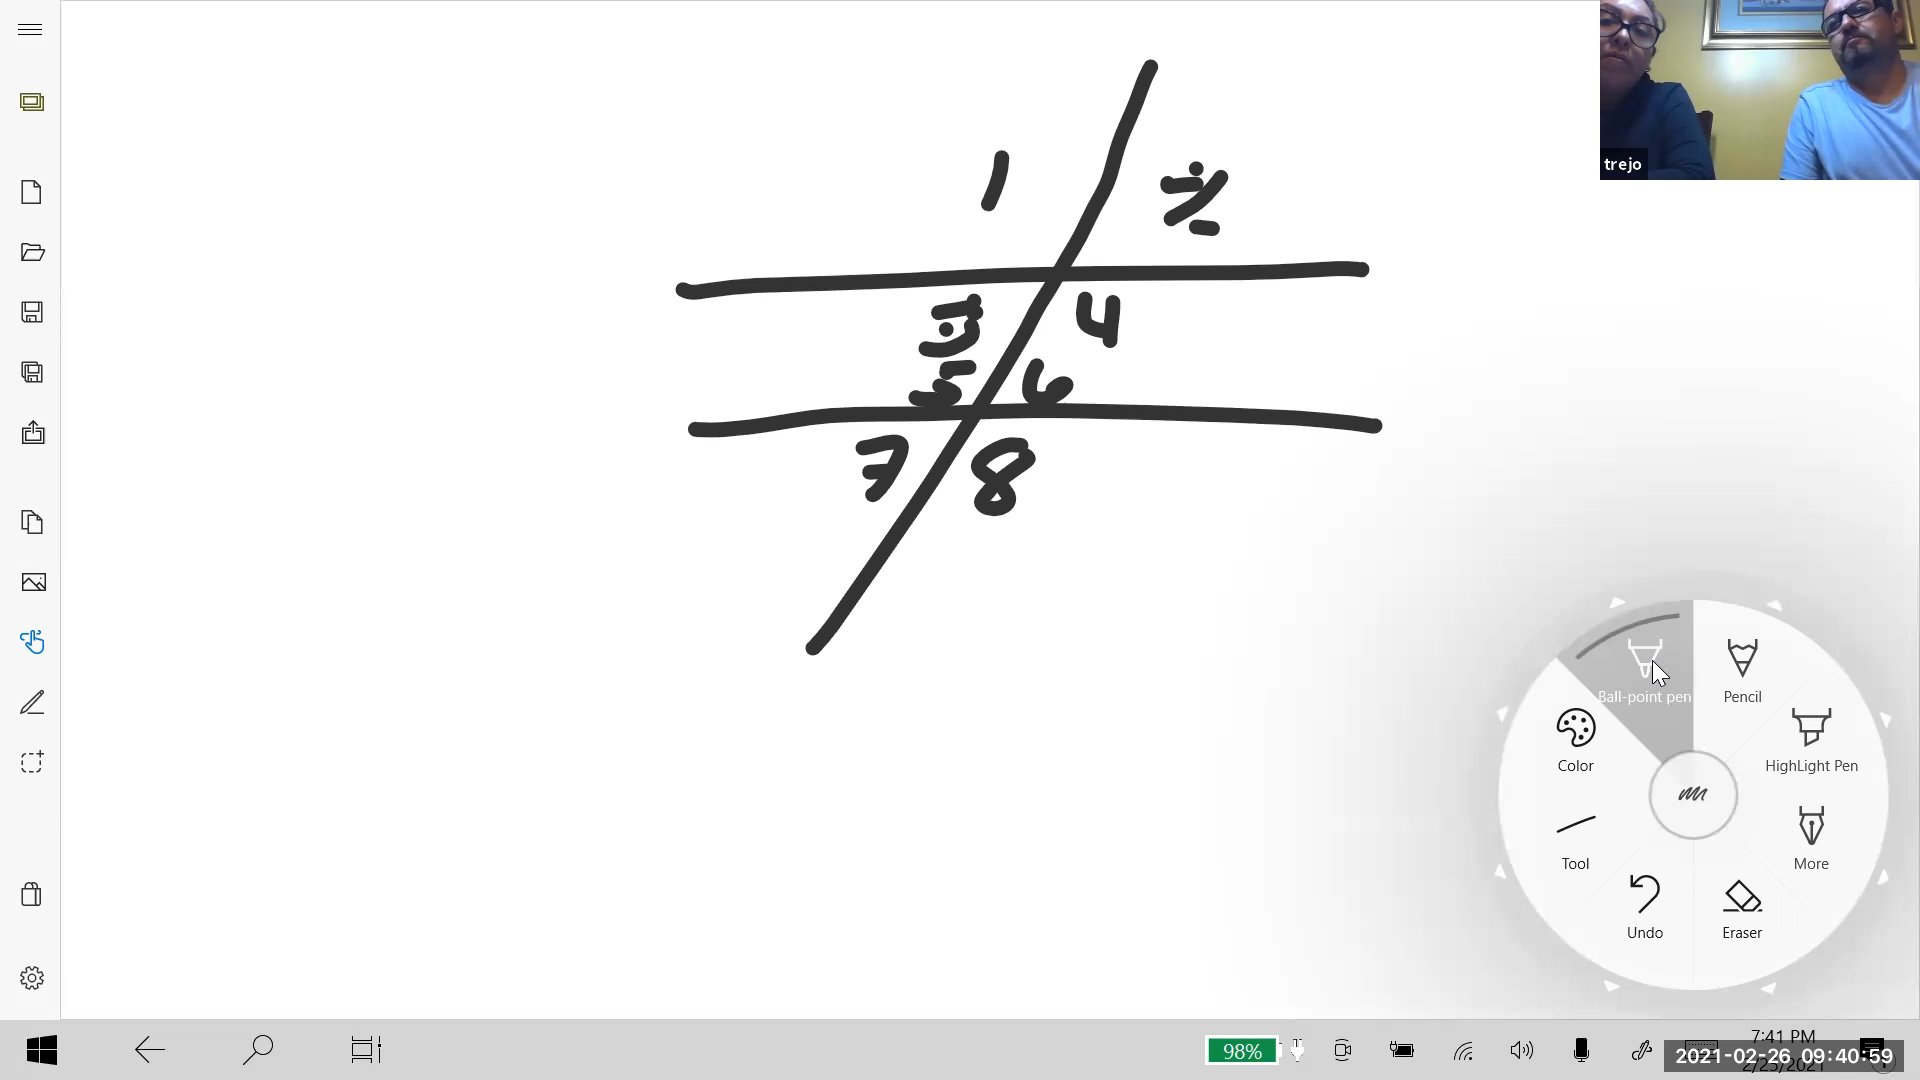 trejo
1
2
3 4
5 6
7 8
Ball-point pen
Pencil
Color
HighLight Pen
Tool
More
Undo
Eraser
98%
7:41 PM
2021-02-26 09:40:59